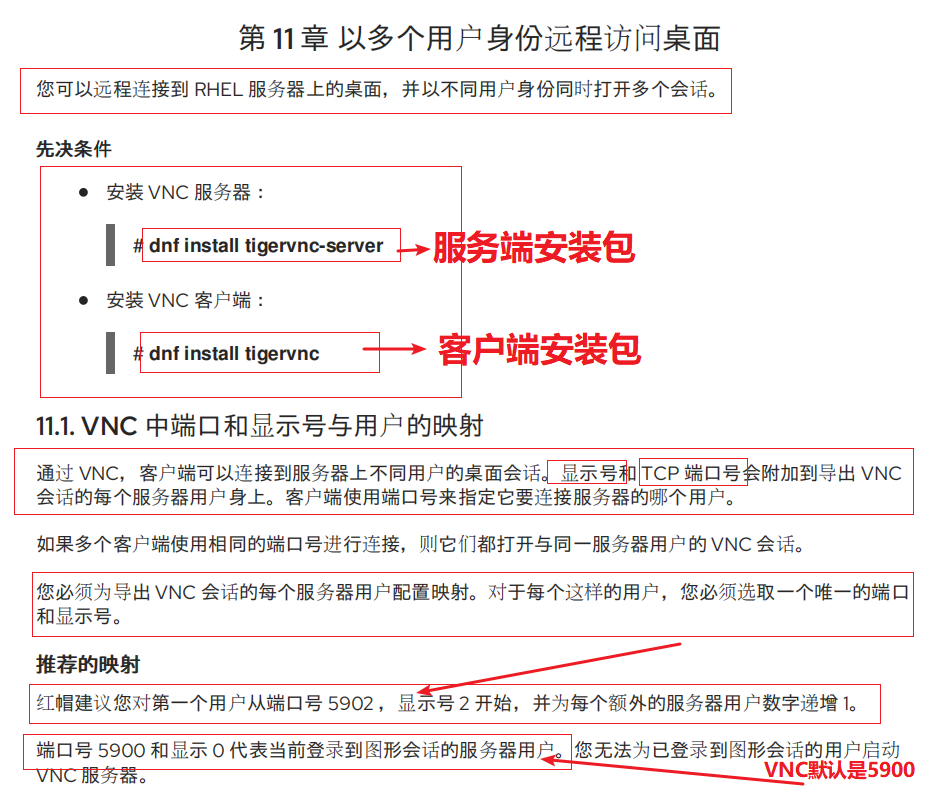 第 11 章 以多个用户身份远程访问桌面
您可以远程连接到 RHEL 服务器上的桌面，并以不同用户身份同时打开多个会话。
先决条件
● 安装 VNC 服务器：
# dnf install tigervnc-server
服务端安装包
● 安装 VNC 客户端：
# dnf install tigervnc
客户端安装包
11.1. VNC 中端口和显示号与用户的映射
通过 VNC，客户端可以连接到服务器上不同用户的桌面会话。显示号和 TCP 端口号会附加到导出 VNC
会话的每个服务器用户身上。客户端使用端口号来指定它要连接服务器的哪个用户。
如果多个客户端使用相同的端口号进行连接，则它们都打开与同一服务器用户的 VNC 会话。
您必须为导出 VNC 会话的每个服务器用户配置映射。对于每个这样的用户，您必须选取一个唯一的端口
和显示号。
推荐的映射
红帽建议您对第一个用户从端口号 5902 ，显示号 2 开始，并为每个额外的服务器用户数字递增 1。
端口号 5900 和显示 0 代表当前登录到图形会话的服务器用户。您无法为已登录到图形会话的用户启动
VNC 服务器。
VNC默认是5900